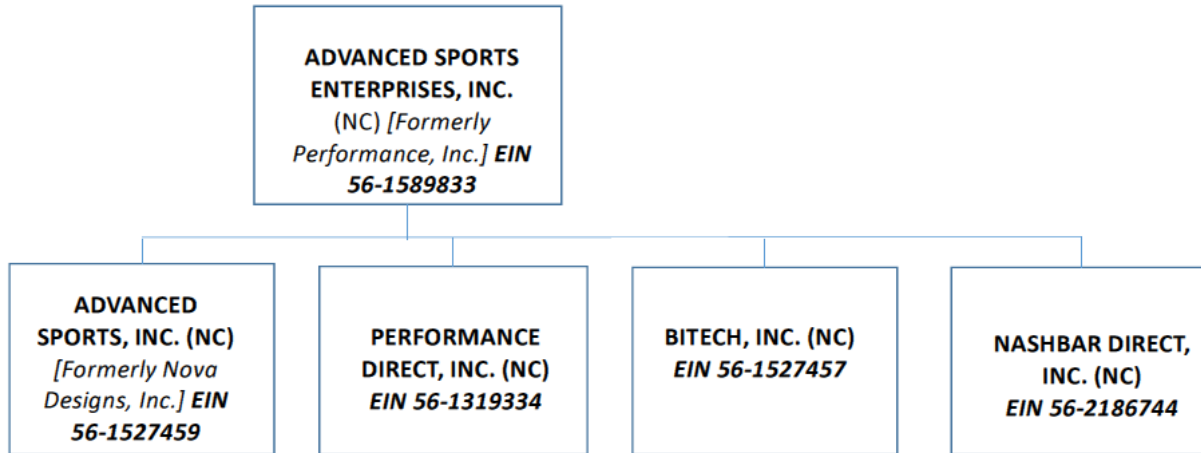 ADVANCED SPORTS
ENTERPRISES, INC.
(NC) [Formerly
Performance, Inc.] EIN
56-1589833
ADVANCED
SPORTS, INC. (NC)
[Formerly Nova
Designs, Inc.] EIN
56-1527459
PERFORMANCE
DIRECT, INC. (NC)
EIN 56-1319334
BITECH, INC. (NC)
EIN 56-1527457
NASHBAR DIRECT,
INC. (NC)
EIN 56-2186744